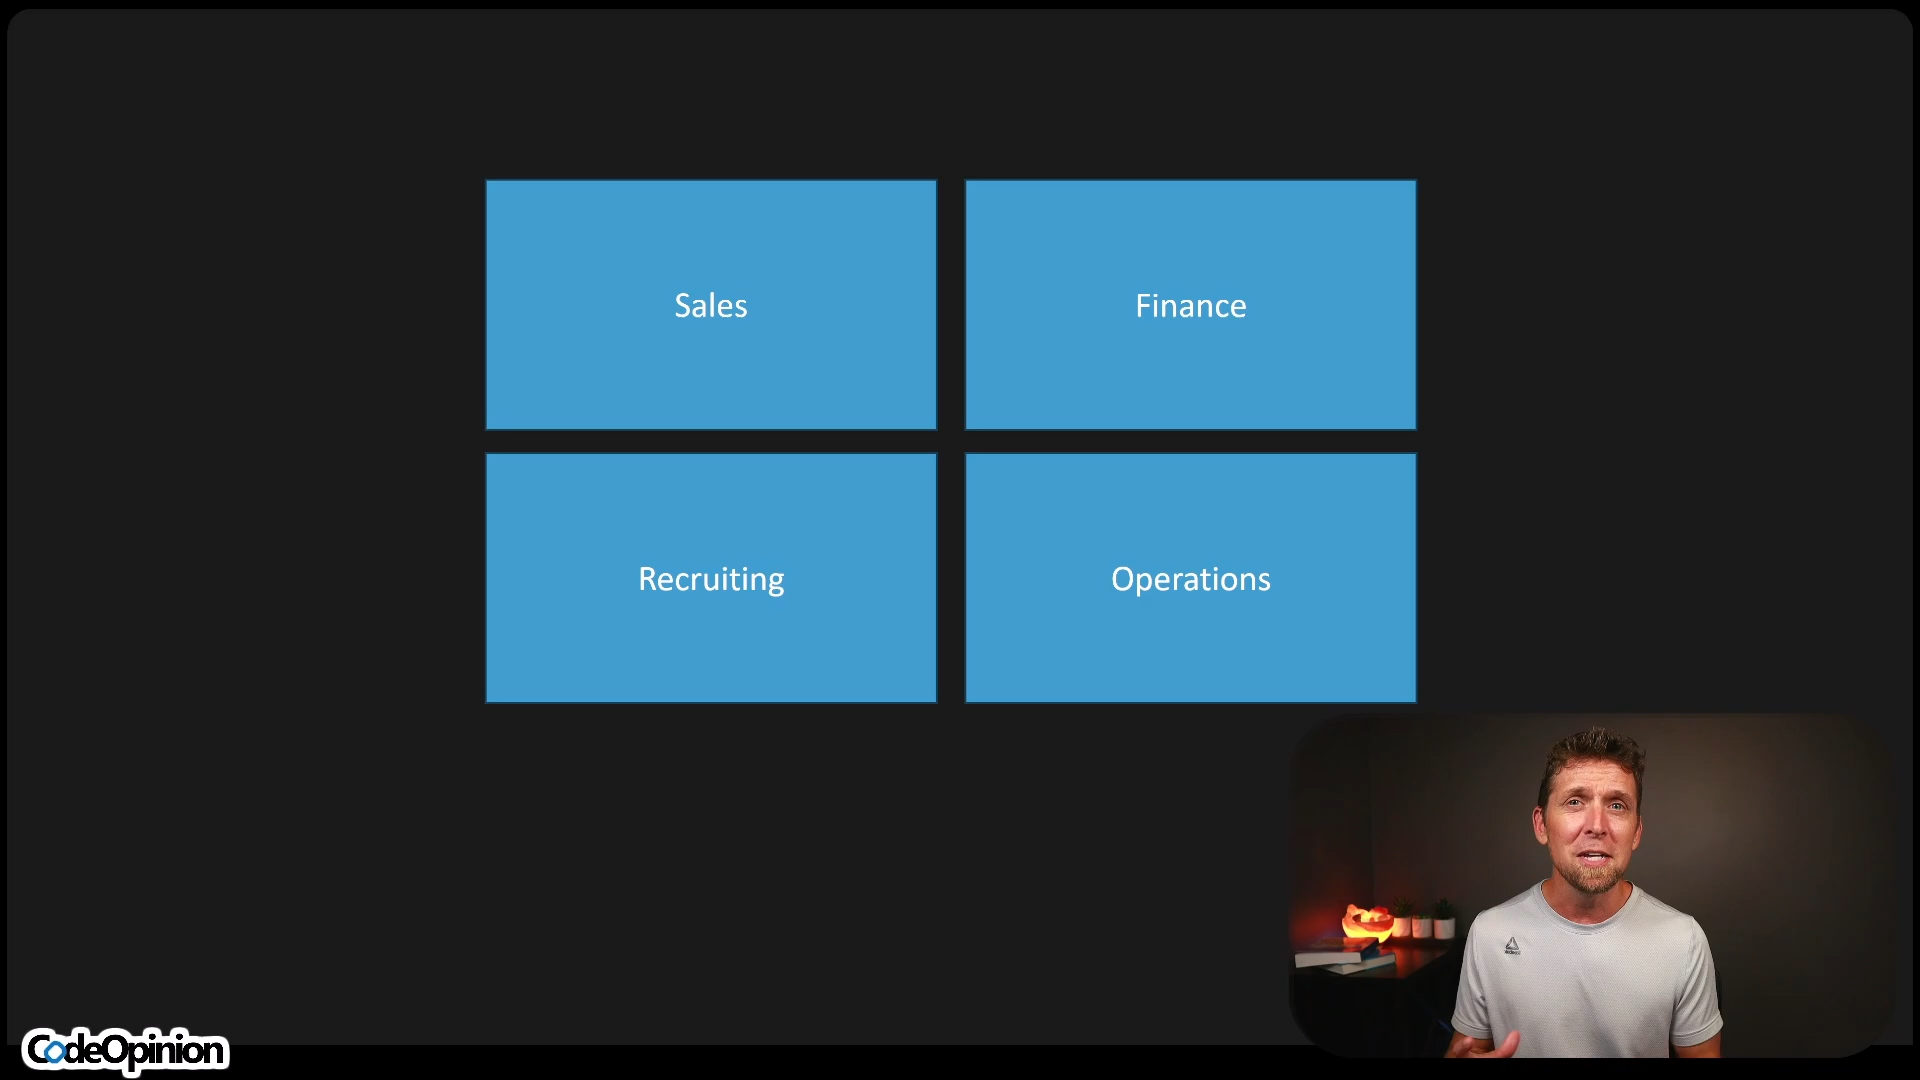 Sales
Finance
Recruiting
Operations
CodeOpinion